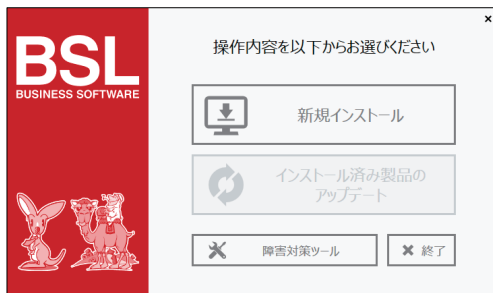 BSL
BUSINESS SOFTWARE
操作内容を以下からお選びください
新規インストール
インストール済み製品の
アップデート
障害対策ツール
終了